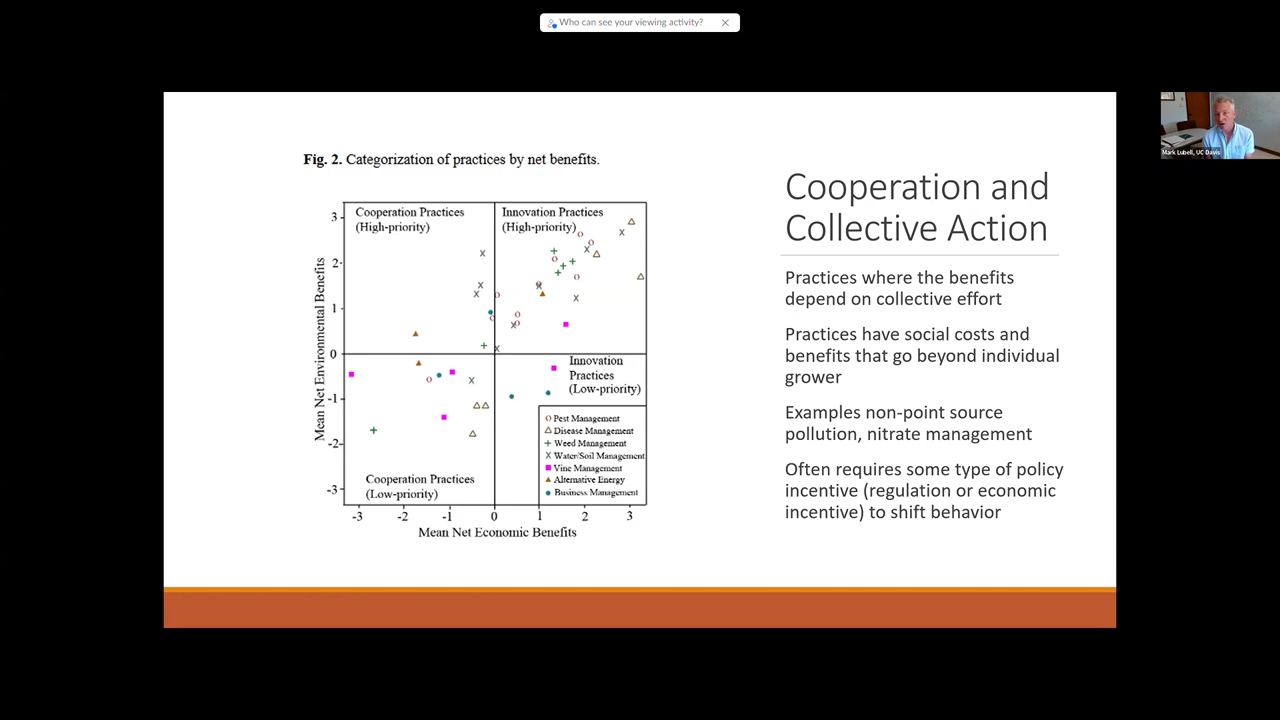 Who can see your viewing activity?
Mark Lubell, UC Davis
Fig. 2. Categorization of practices by net benefits.
Cooperation Practices
(High-priority)
Innovation Practices
(High-priority)
3
2
1
0
-1
-2
-3
Mean Net Environmental Benefits
Innovation
Practices
(Low-priority)
Cooperation Practices
(Low-priority)
Pest Management
Disease Management
Weed Management
Water/Soil Management
Vine Management
Alternative Energy
Business Management
-3 -2 -1 0 1 2 3
Mean Net Economic Benefits
Cooperation and
Collective Action
Practices where the benefits
depend on collective effort
Practices have social costs and
benefits that go beyond individual
grower
Examples non-point source
pollution, nitrate management
Often requires some type of policy
incentive (regulation or economic
incentive) to shift behavior